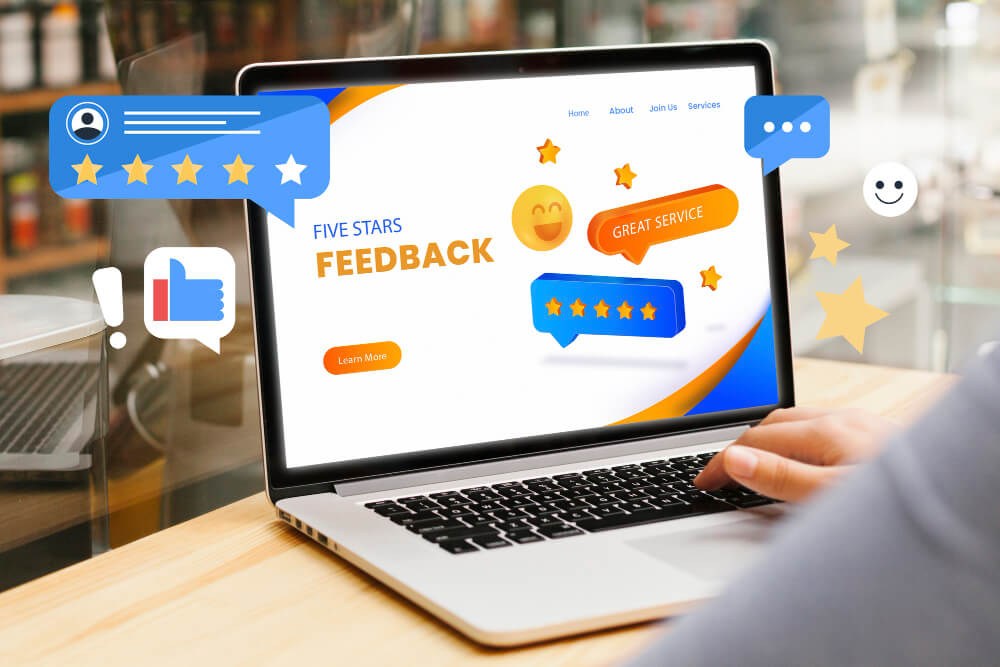 Home About Join Us Services
FIVE STARS
FEEDBACK
GREAT SERVICE
Learn More